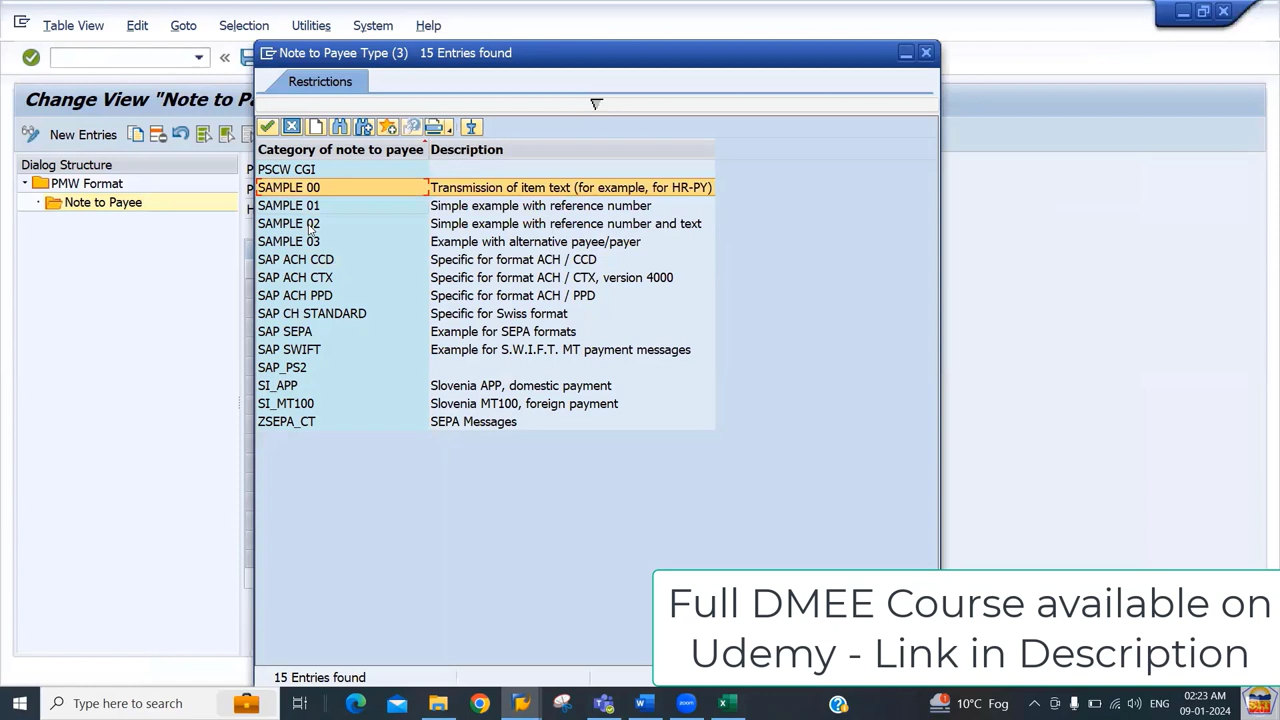 Table View Edit Goto Selection Utilities System Help
Note to Payee Type (3) 15 Entries found
Restrictions
Change View "Note to Pa
New Entries
Category of note to payee Description
Dialog Structure
PMW Format
Note to Payee
PSCW CGI
SAMPLE 00 Transmission of item text (for example, for HR-PY)
SAMPLE 01 Simple example with reference number
SAMPLE 02 Simple example with reference number and text
SAMPLE 03 Example with alternative payee/payer
SAP ACH CCD Specific for format ACH / CCD
SAP ACH CTX Specific for format ACH / CTX, version 4000
SAP ACH PPD Specific for format ACH / PPD
SAP CH STANDARD Specific for Swiss format
SAP SEPA Example for SEPA formats
SAP SWIFT Example for S.W.I.F.T. MT payment messages
SAP_PS2
SI_APP Slovenia APP, domestic payment
SI_MT100 Slovenia MT100, foreign payment
ZSEPA_CT SEPA Messages
Full DMEE Course available on
Udemy - Link in Description
15 Entries found
Type here to search
10°C Fog
ENG
02:23 AM
09-01-2024